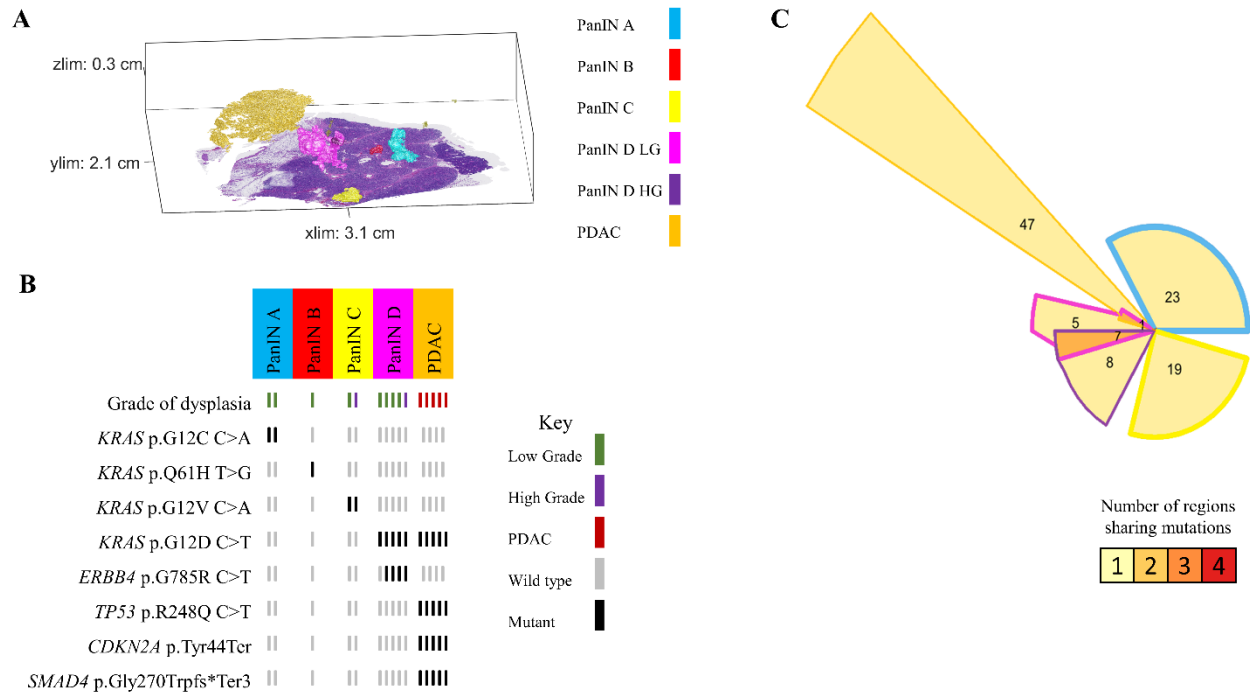 A
zlim: 0.3 cm
ylim: 2.1 cm
xlim: 3.1 cm
PanIN A
PanIN B
PanIN C
PanIN D LG
PanIN D HG
PDAC
B
PanIN A
PanIN B
PanIN C
PanIN D
PDAC
Grade of dysplasia
KRAS p.G12C C>A
KRAS p.Q61H T>G
KRAS p.G12V C>A
KRAS p.G12D C>T
ERBB4 p.G785R C>T
TP53 p.R248Q C>T
CDKN2A p.Tyr44Ter
SMAD4 p.Gly270Trpfs*Ter3
Key
Low Grade
High Grade
PDAC
Wild type
Mutant
C
47
23
5
1
7
8
19
Number of regions
sharing mutations
1 2 3 4